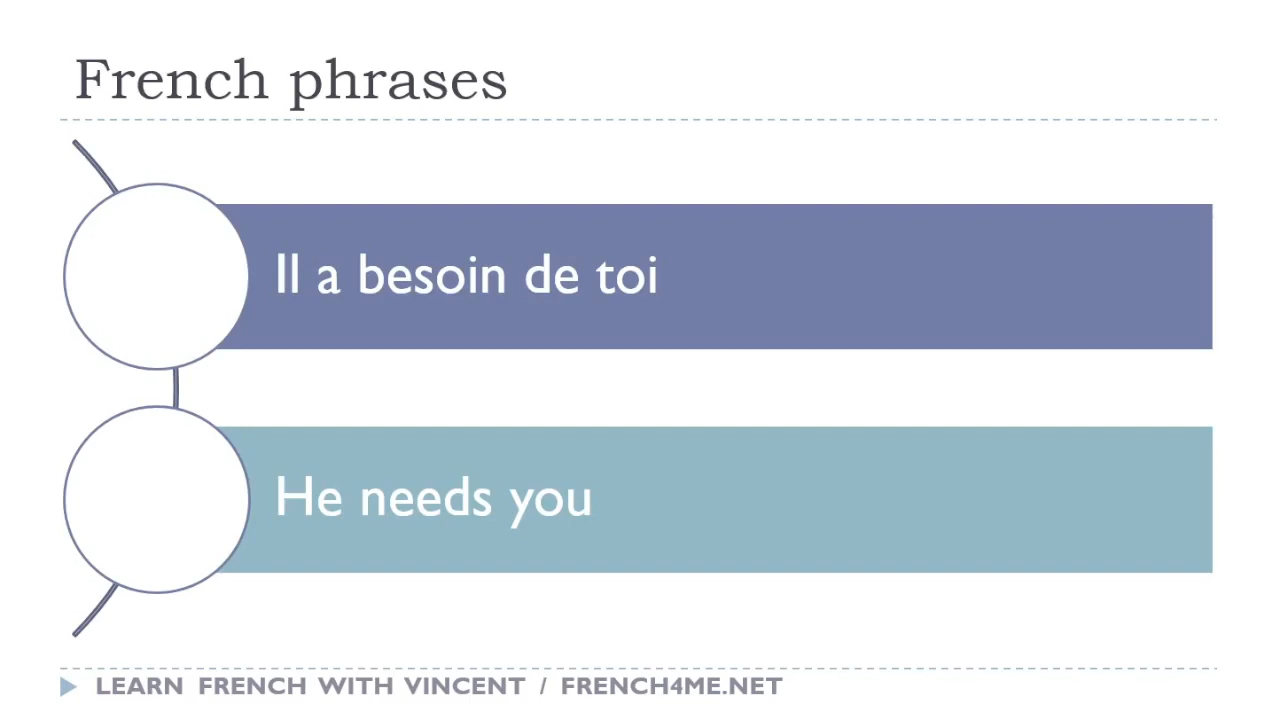 French phrases
Il a besoin de toi
He needs you
LEARN FRENCH WITH VINCENT / FRENCH4ME.NET